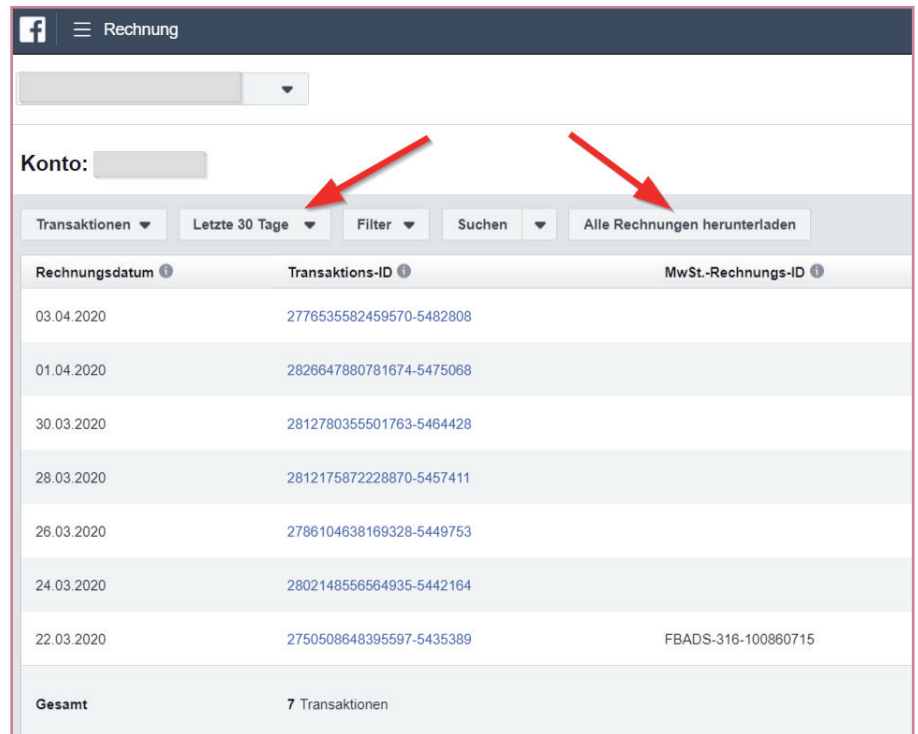 f Rechnung
Konto:
Transaktionen Letzte 30 Tage Filter Suchen Alle Rechnungen herunterladen
Rechnungsdatum Transaktions-ID MwSt.-Rechnungs-ID
03.04.2020 2776535582459570-5482808
01.04.2020 2826647880781674-5475068
30.03.2020 2812780355501763-5464428
28.03.2020 2812175872228870-5457411
26.03.2020 2786104638169328-5449753
24.03.2020 2802148556564935-5442164
22.03.2020 2750508648395597-5435389 FBADS-316-100860715
Gesamt 7 Transaktionen